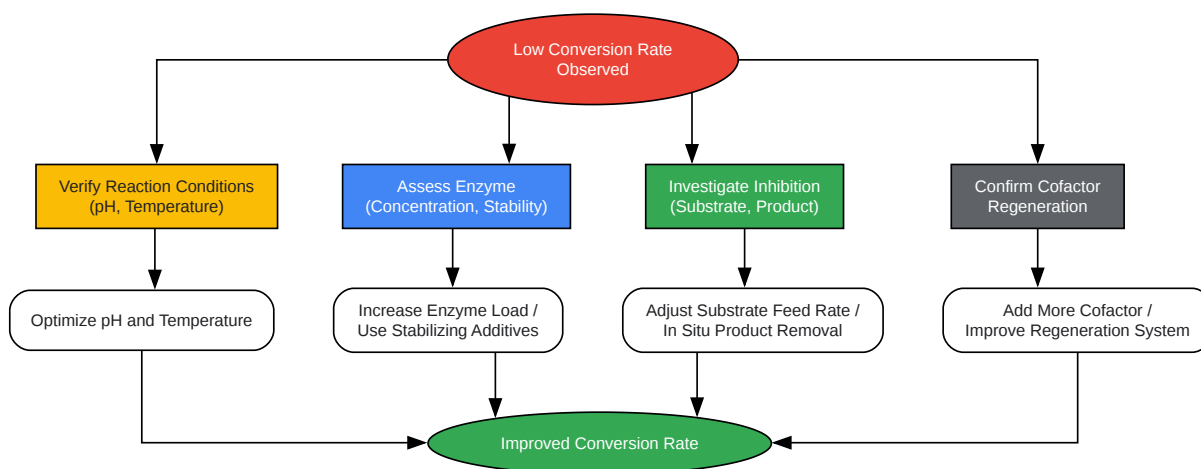 Low Conversion Rate
Observed
Verify Reaction Conditions
(pH, Temperature)
Assess Enzyme
(Concentration, Stability)
Investigate Inhibition
(Substrate, Product)
Confirm Cofactor
Regeneration
Optimize pH and Temperature
Increase Enzyme Load /
Use Stabilizing Additives
Adjust Substrate Feed Rate /
In Situ Product Removal
Add More Cofactor /
Improve Regeneration System
Improved Conversion Rate